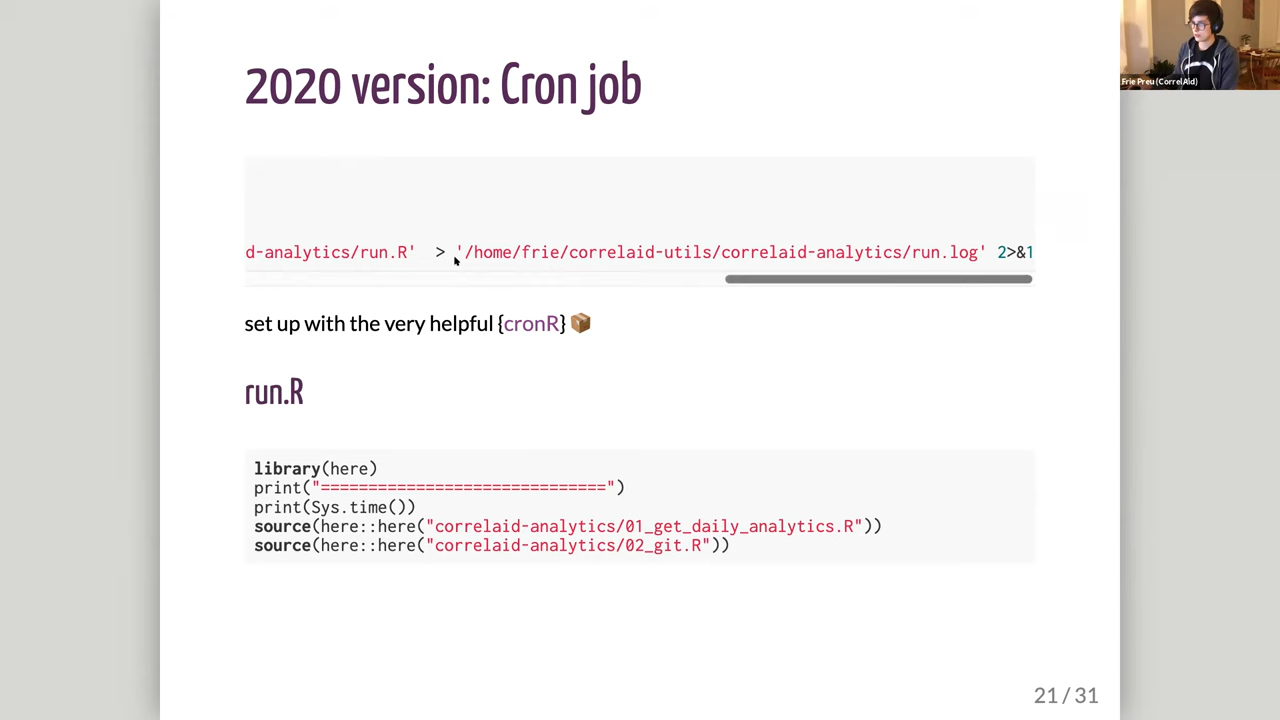 2020 version: Cron job
Frie Preu (CorrelAid)
d-analytics/run.R'  > '/home/frie/correlaid-utils/correlaid-analytics/run.log' 2>&1
set up with the very helpful {cronR} 📦
run.R
library(here)
print("==============================")
print(Sys.time())
source(here::here("correlaid-analytics/01_get_daily_analytics.R"))
source(here::here("correlaid-analytics/02_git.R"))
21 / 31